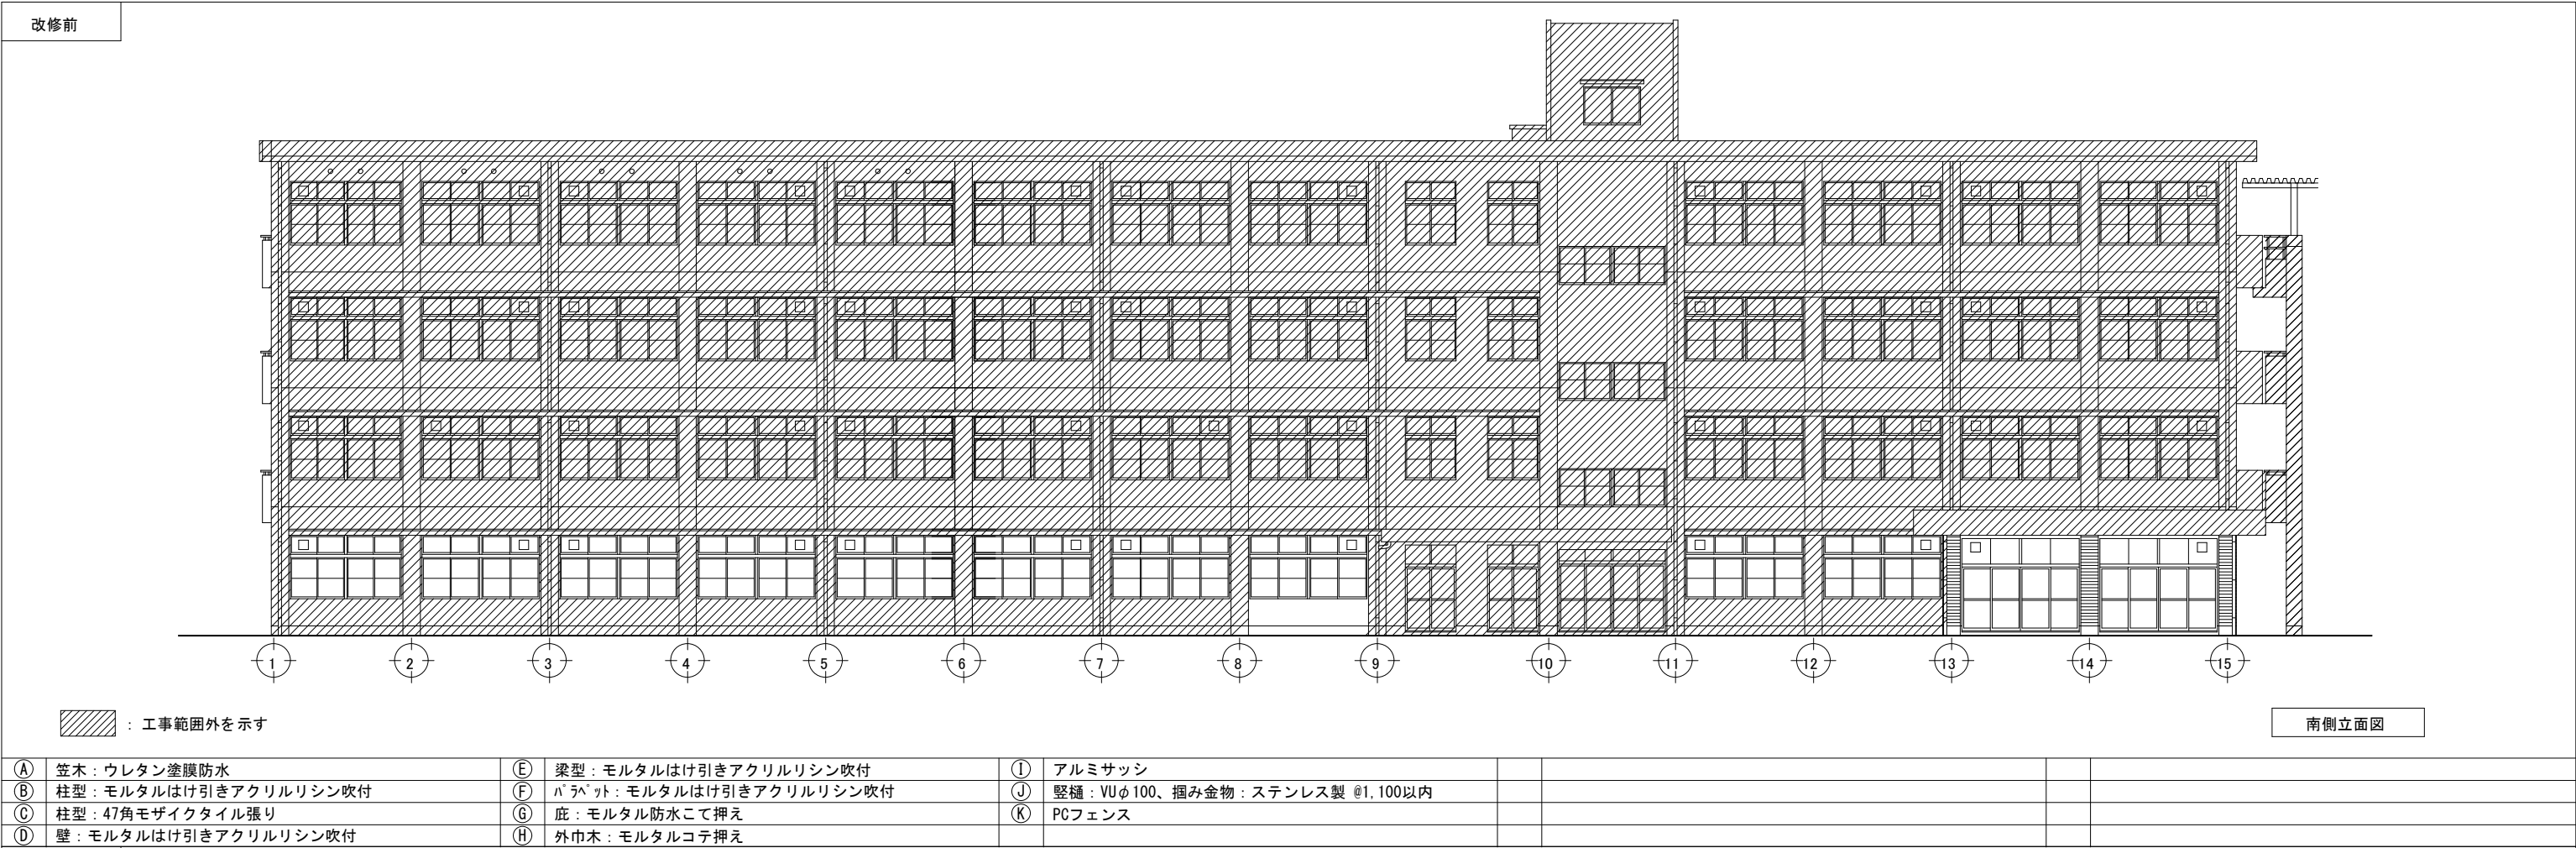 改修前
1 2 3 4 5 6 7 8 9 10 11 12 13 14 15
：工事範囲外を示す
南側立面図
Ⓐ 笠木：ウレタン塗膜防水
Ⓑ 柱型：モルタルはけ引きアクリルリシン吹付
Ⓒ 柱型：47角モザイクタイル張り
Ⓓ 壁：モルタルはけ引きアクリルリシン吹付
Ⓔ 梁型：モルタルはけ引きアクリルリシン吹付
Ⓕ ﾊﾟﾗﾍﾟｯﾄ：モルタルはけ引きアクリルリシン吹付
Ⓖ 庇：モルタル防水こて押え
Ⓗ 外巾木：モルタルコテ押え
Ⓘ アルミサッシ
Ⓙ 竪樋：VUφ100、掴み金物：ステンレス製 @1,100以内
Ⓚ PCフェンス